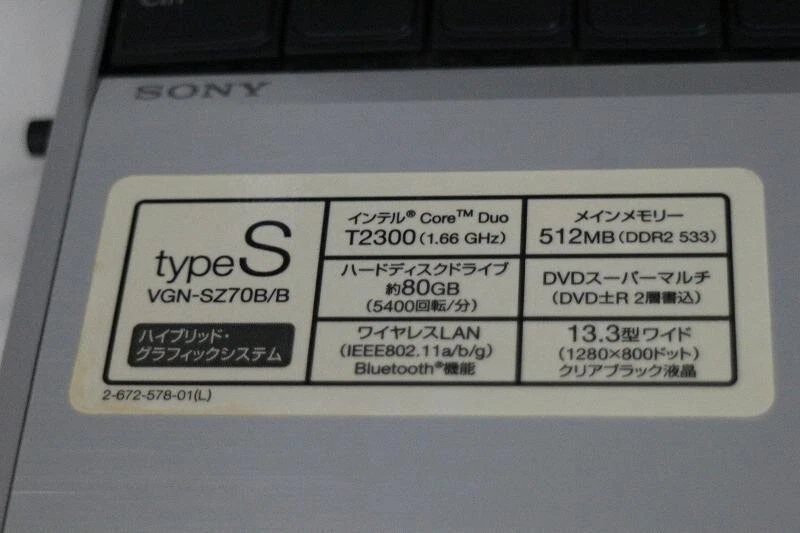 Ctrl
SONY
type S
VGN-SZ70B/B
ハイブリッド・
グラフィックシステム
インテル® Core™ Duo
T2300 (1.66 GHz)
メインメモリー
512MB (DDR2 533)
ハードディスクドライブ
約80GB
(5400回転/分)
DVDスーパーマルチ
(DVD±R 2層書込)
ワイヤレスLAN
(IEEE802.11a/b/g)
Bluetooth®機能
13.3型ワイド
(1280×800ドット)
クリアブラック液晶
2-672-578-01(L)